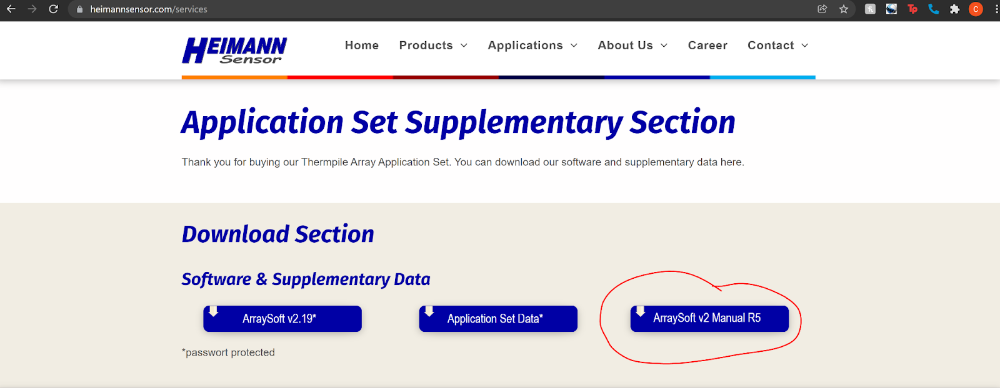 heimannsensor.com/services
Tp
C
HEIMANN
Sensor
Home Products Applications About Us Career Contact
Application Set Supplementary Section
Thank you for buying our Thermpile Array Application Set. You can download our software and supplementary data here.
Download Section
Software & Supplementary Data
ArraySoft v2.19* Application Set Data* ArraySoft v2 Manual R5
*passwort protected